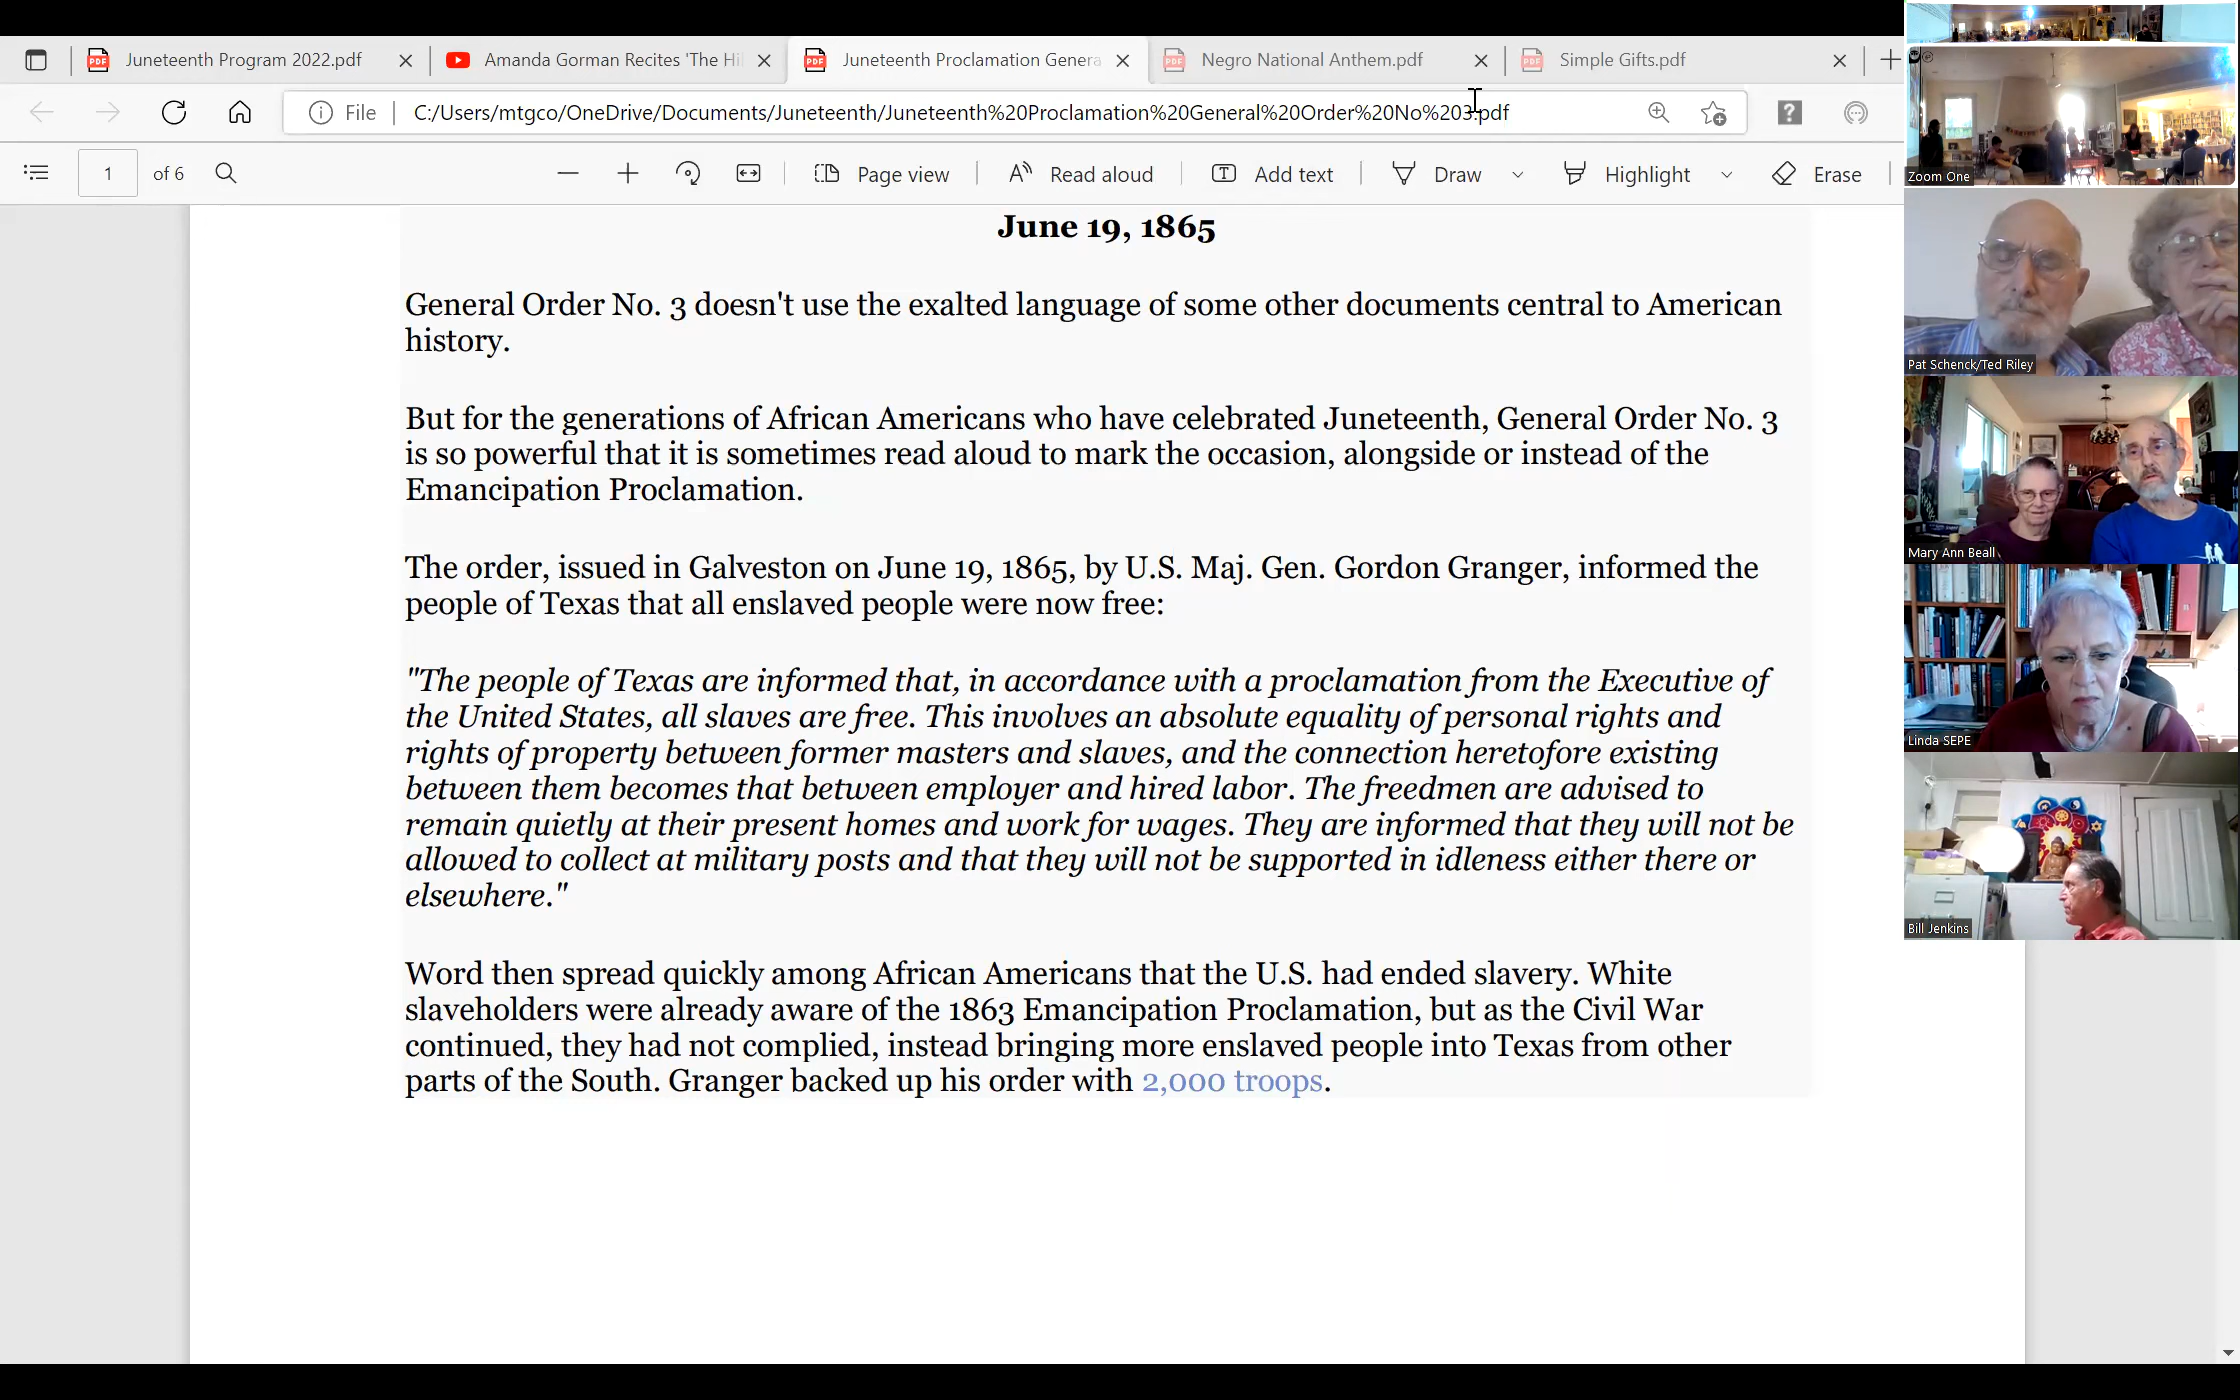 Juneteenth Program 2022.pdf
Amanda Gorman Recites 'The Hi
Juneteenth Proclamation Genera
Negro National Anthem.pdf
Simple Gifts.pdf
File
C:/Users/mtgco/OneDrive/Documents/Juneteenth/Juneteenth%20Proclamation%20General%20Order%20No%203.pdf
1
of 6
Page view
Read aloud
Add text
Draw
Highlight
Erase
June 19, 1865
General Order No. 3 doesn't use the exalted language of some other documents central to American
history.
But for the generations of African Americans who have celebrated Juneteenth, General Order No. 3
is so powerful that it is sometimes read aloud to mark the occasion, alongside or instead of the
Emancipation Proclamation.
The order, issued in Galveston on June 19, 1865, by U.S. Maj. Gen. Gordon Granger, informed the
people of Texas that all enslaved people were now free:
"The people of Texas are informed that, in accordance with a proclamation from the Executive of
the United States, all slaves are free. This involves an absolute equality of personal rights and
rights of property between former masters and slaves, and the connection heretofore existing
between them becomes that between employer and hired labor. The freedmen are advised to
remain quietly at their present homes and work for wages. They are informed that they will not be
allowed to collect at military posts and that they will not be supported in idleness either there or
elsewhere."
Word then spread quickly among African Americans that the U.S. had ended slavery. White
slaveholders were already aware of the 1863 Emancipation Proclamation, but as the Civil War
continued, they had not complied, instead bringing more enslaved people into Texas from other
parts of the South. Granger backed up his order with 2,000 troops.
Zoom One
Pat Schenck/Ted Riley
Mary Ann Beall
Linda SEPE
Bill Jenkins